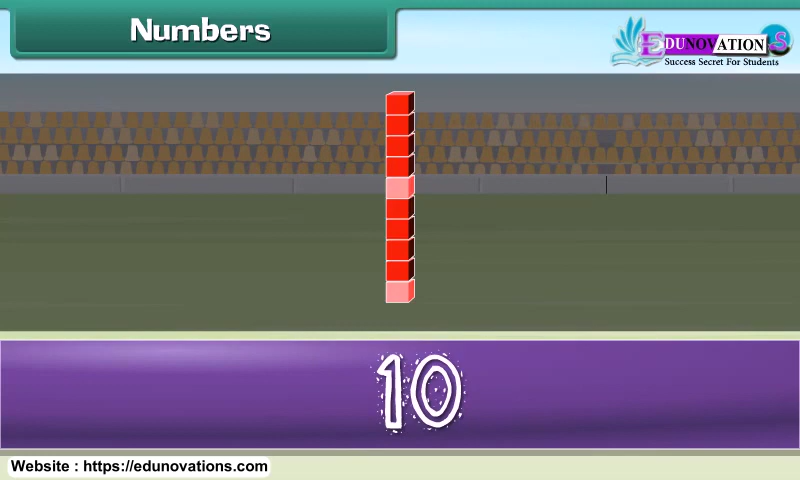 Numbers
EDUNOVATIONS
Success Secret For Students
10
Website : https://edunovations.com